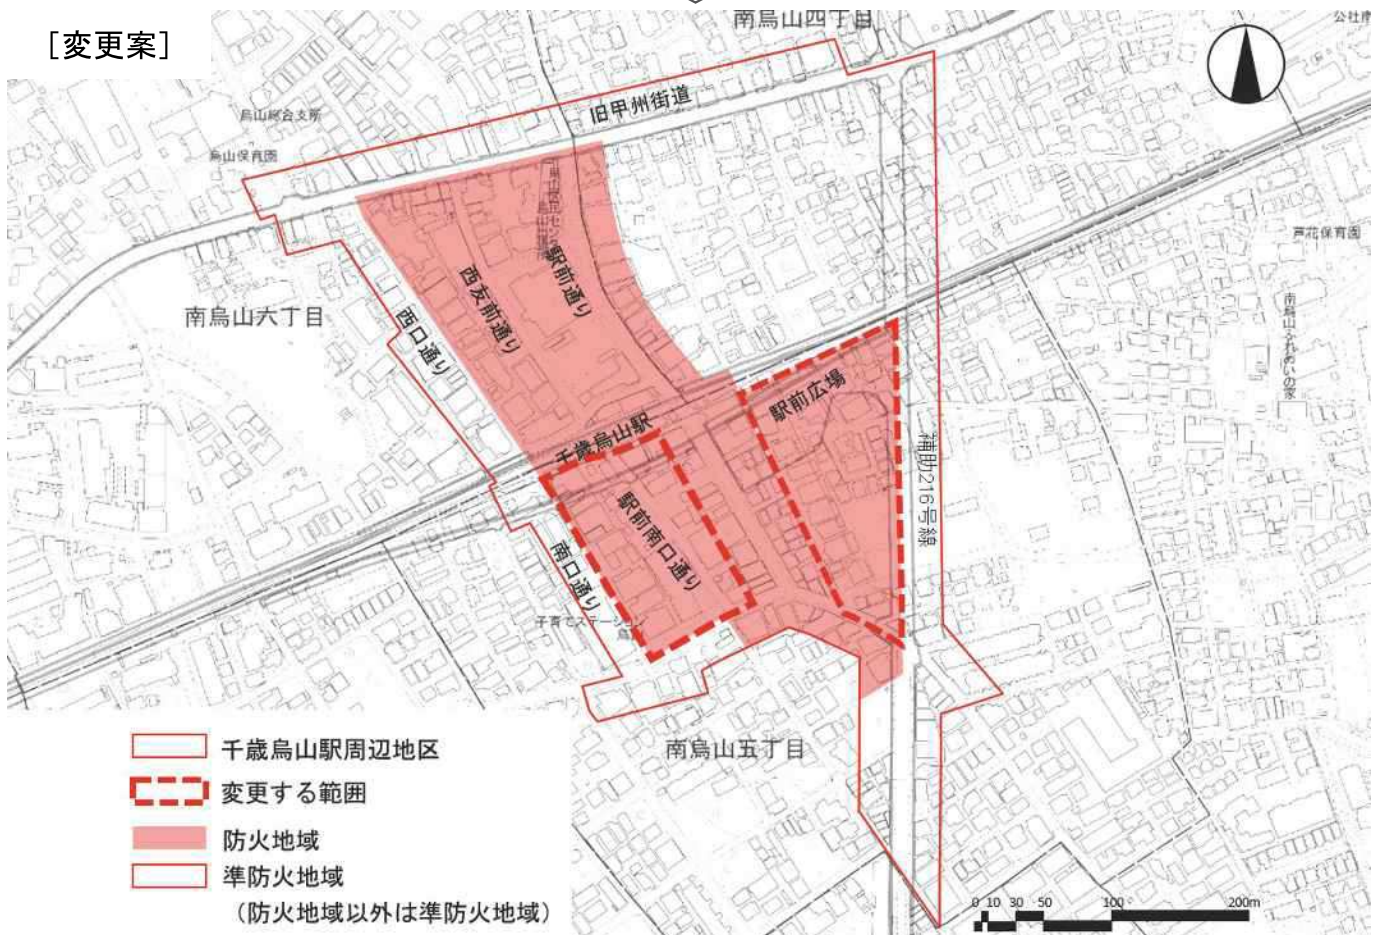 [変更案]
南烏山四丁目
公社南
旧甲州街道
烏山総合支所
烏山保育園
芦花保育園
南烏山六丁目
西口通り
西友前通り
駅前通り
南烏山ふれあいの家
千歳烏山駅
駅前広場
補助216号線
駅前南口通り
南口通り
子育てステーション
烏山
南烏山五丁目
千歳烏山駅周辺地区
変更する範囲
防火地域
準防火地域
（防火地域以外は準防火地域）
0 10 30 50 100 200m